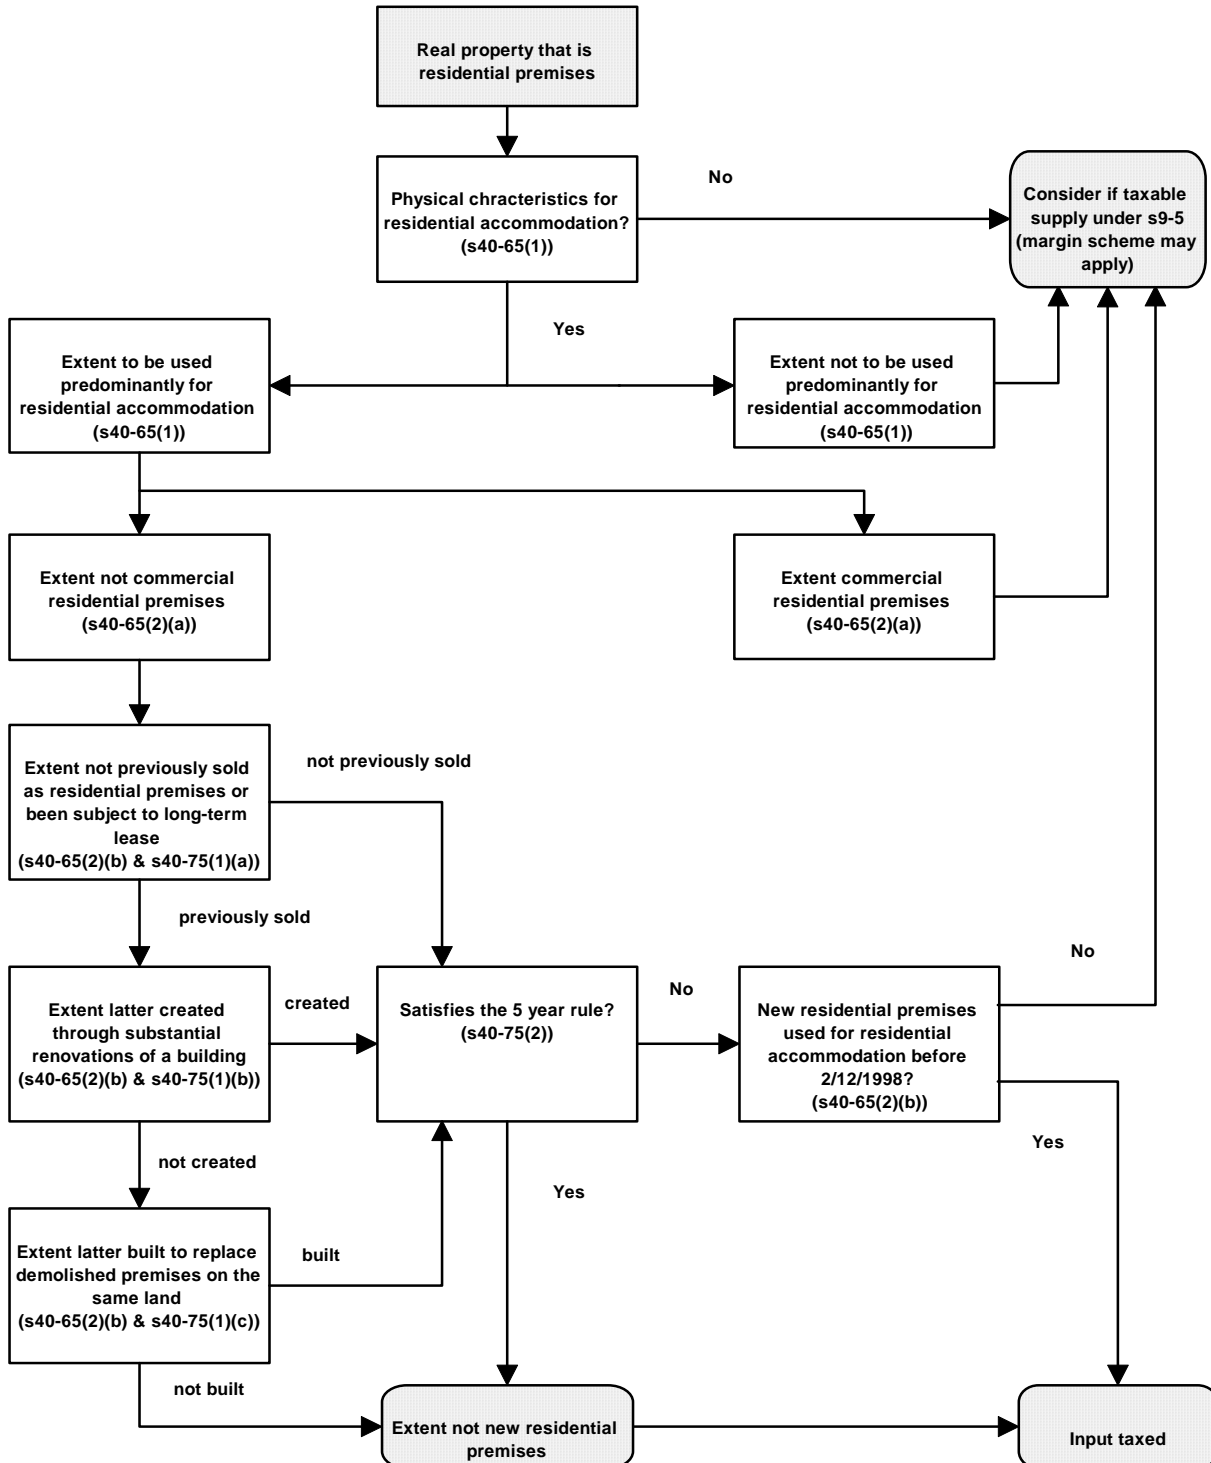 Real property that is
residential premises
Physical chracteristics for
residential accommodation?
(s40-65(1))
No
Consider if taxable
supply under s9-5
(margin scheme may
apply)
Yes
Extent to be used
predominantly for
residential accommodation
(s40-65(1))
Extent not to be used
predominantly for
residential accommodation
(s40-65(1))
Extent not commercial
residential premises
(s40-65(2)(a))
Extent commercial
residential premises
(s40-65(2)(a))
Extent not previously sold
as residential premises or
been subject to long-term
lease
(s40-65(2)(b) & s40-75(1)(a))
not previously sold
previously sold
Extent latter created
through substantial
renovations of a building
(s40-65(2)(b) & s40-75(1)(b))
created
Satisfies the 5 year rule?
(s40-75(2))
No
New residential premises
used for residential
accommodation before
2/12/1998?
(s40-65(2)(b))
No
Yes
not created
Yes
Extent latter built to replace
demolished premises on the
same land
(s40-65(2)(b) & s40-75(1)(c))
built
not built
Extent not new residential
premises
Input taxed